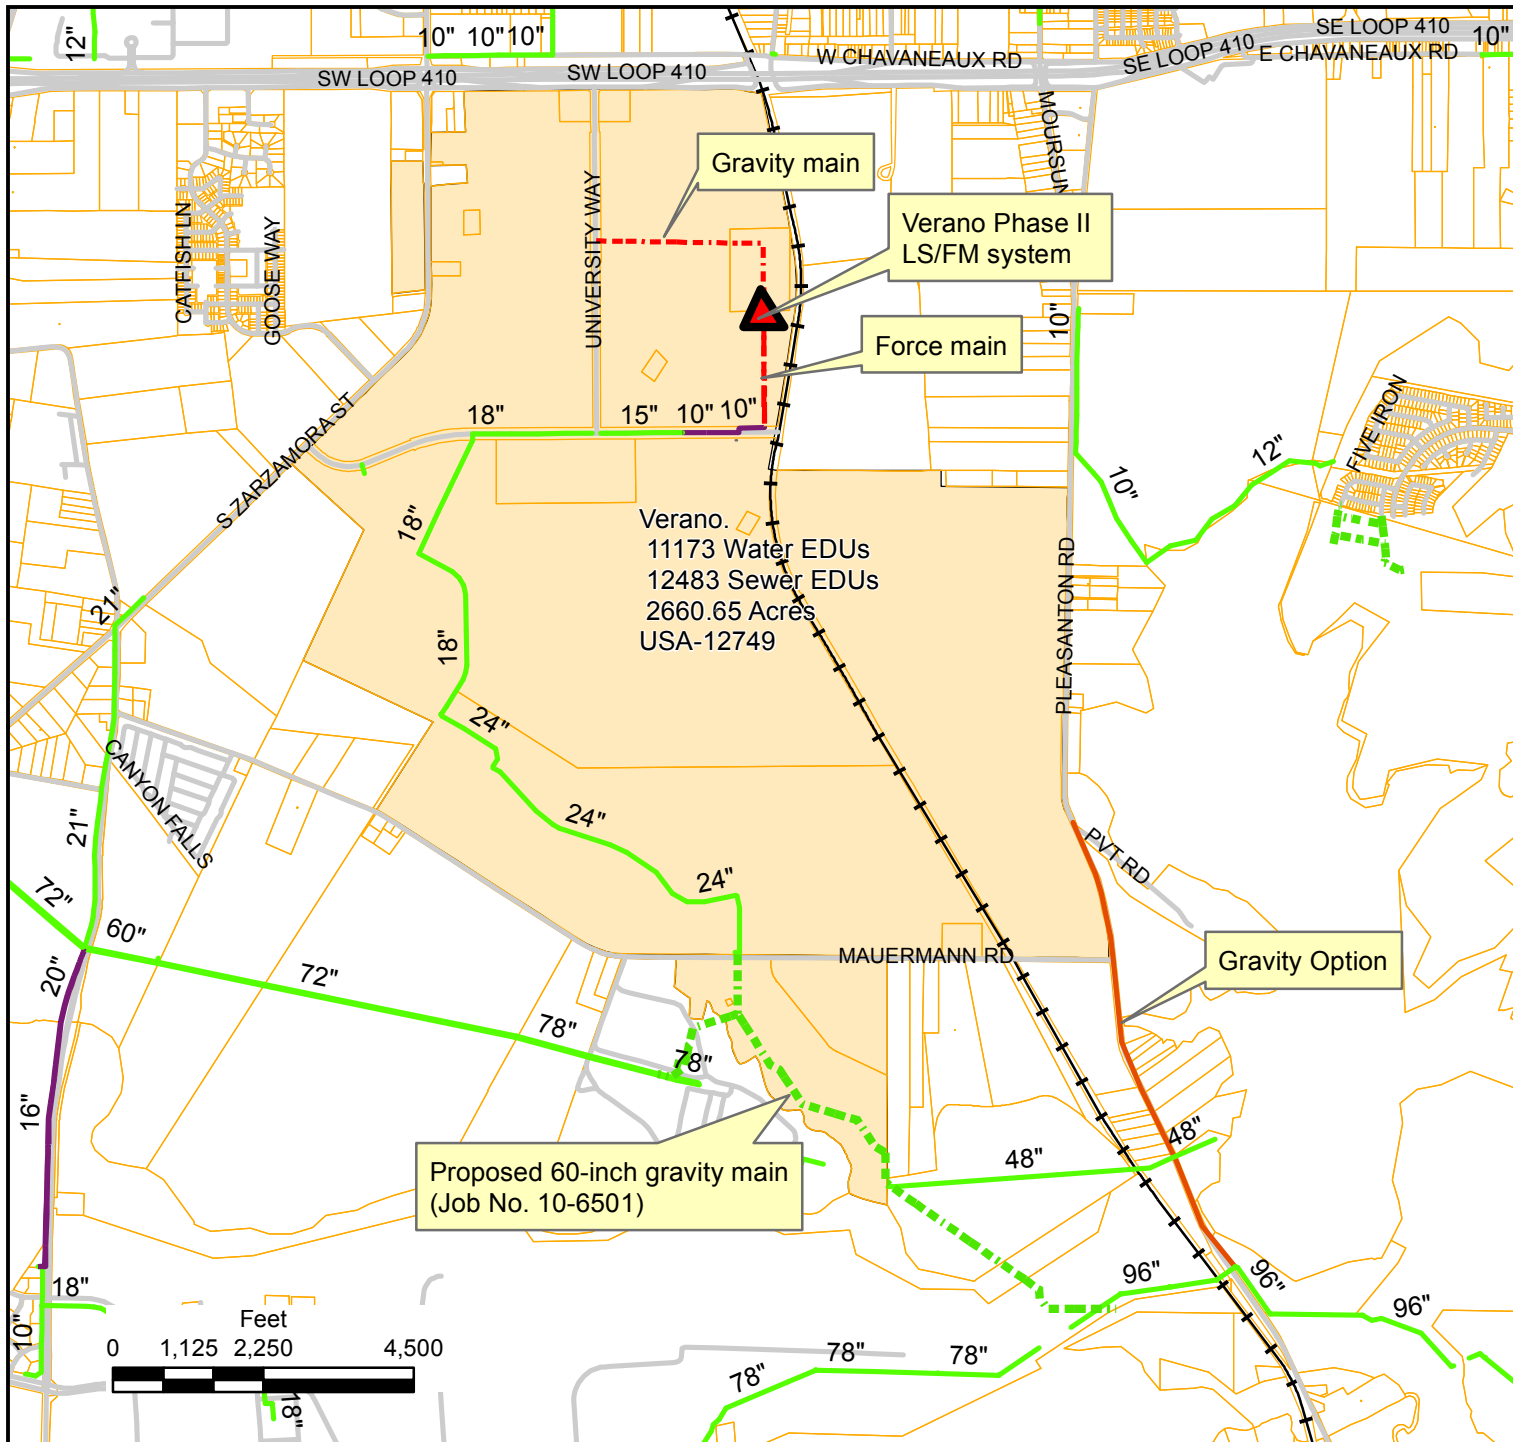 12"
10" 10" 10"
SW LOOP 410
SW LOOP 410
W CHAVANEAUX RD
SE LOOP 410
SE LOOP 410
E CHAVANEAUX RD
10"
MOURSUN
Gravity main
Verano Phase II
LS/FM system
Force main
CATFISH LN
GOOSE WAY
UNIVERSITY WAY
S ZARZAMORA ST
10"
FIVE IRON
18"
15"
10"
10"
12"
10"
18"
Verano.
11173 Water EDUs
12483 Sewer EDUs
2660.65 Acres
USA-12749
PLEASANTON RD
21"
18"
24"
CANYON FALLS
21"
24"
PVT RD
24"
72"
60"
MAUERMANN RD
Gravity Option
20"
72"
78"
78"
16"
Proposed 60-inch gravity main
(Job No. 10-6501)
48"
48"
96"
96"
96"
18"
10"
Feet
0 1,125 2,250 4,500
18"
78"
78"
78"